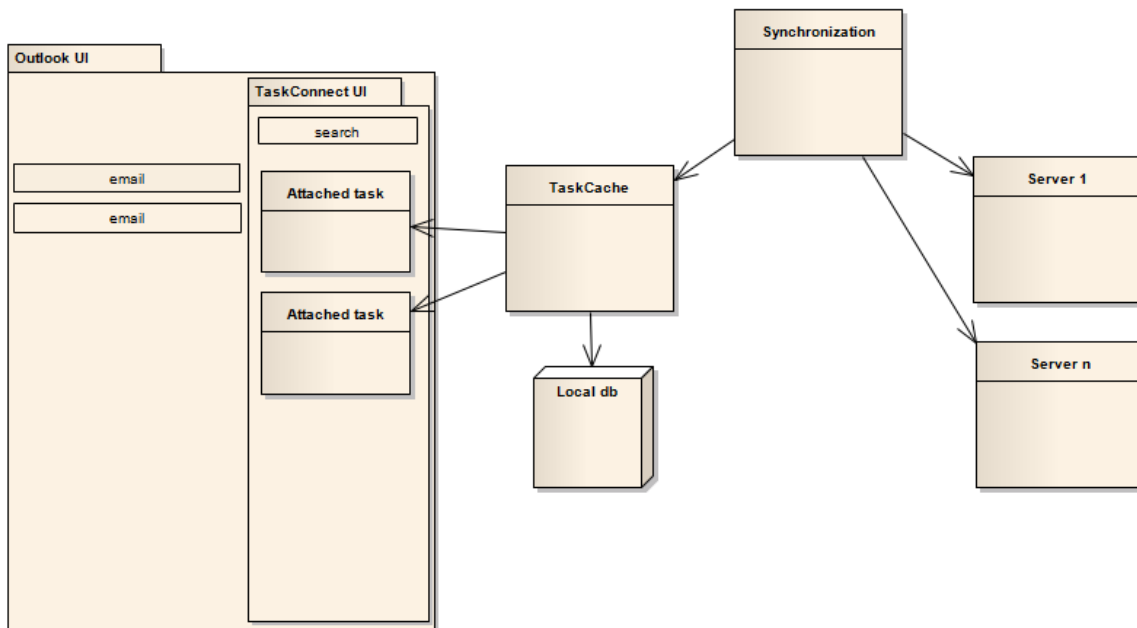 Outlook UI
TaskConnect UI
search
email
email
Attached task
Attached task
TaskCache
Local db
Synchronization
Server 1
Server n